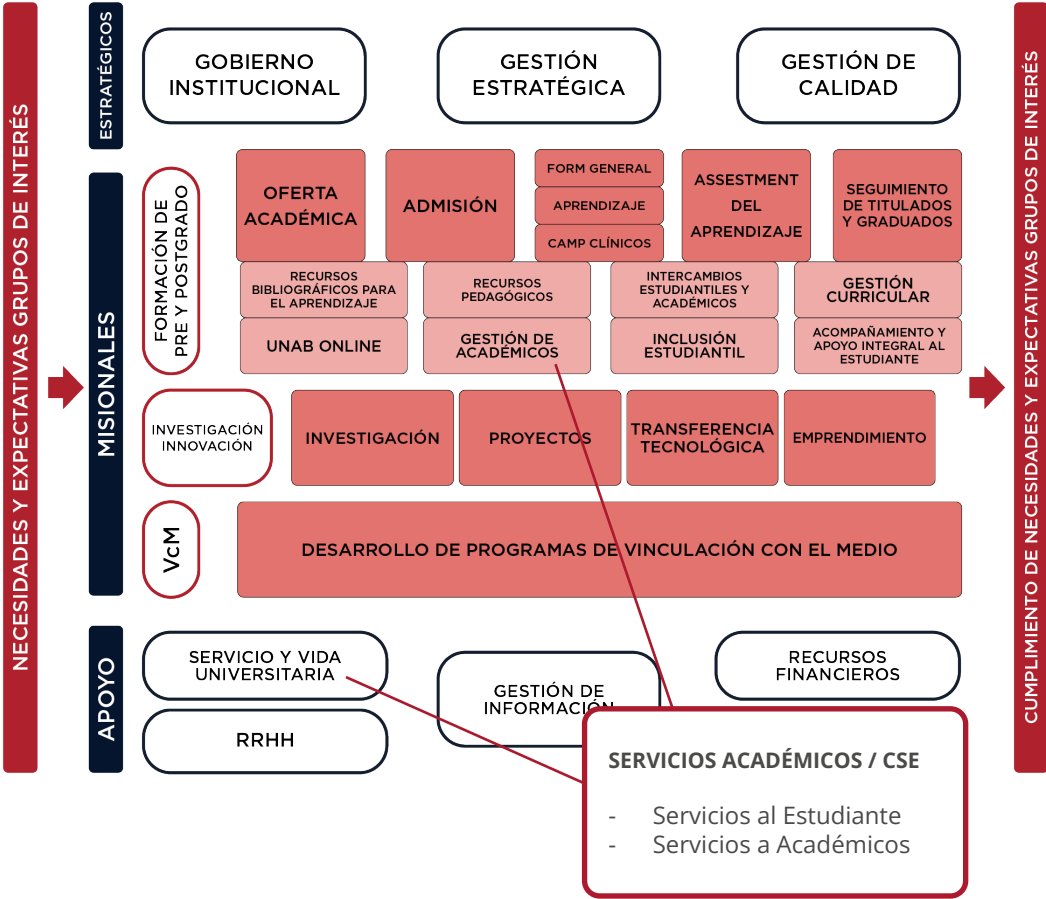 NECESIDADES Y EXPECTATIVAS GRUPOS DE INTERÉS
ESTRATÉGICOS
GOBIERNO
INSTITUCIONAL
GESTIÓN
ESTRATÉGICA
GESTIÓN DE
CALIDAD
MISIONALES
FORMACIÓN DE
PRE Y POSTGRADO
OFERTA
ACADÉMICA
ADMISIÓN
FORM GENERAL
APRENDIZAJE
CAMP CLÍNICOS
ASSESTMENT
DEL
APRENDIZAJE
SEGUIMIENTO
DE TITULADOS
Y GRADUADOS
RECURSOS
BIBLIOGRÁFICOS PARA
EL APRENDIZAJE
RECURSOS
PEDAGÓGICOS
INTERCAMBIOS
ESTUDIANTILES Y
ACADÉMICOS
GESTIÓN
CURRICULAR
UNAB ONLINE
GESTIÓN DE
ACADÉMICOS
INCLUSIÓN
ESTUDIANTIL
ACOMPAÑAMIENTO Y
APOYO INTEGRAL AL
ESTUDIANTE
INVESTIGACIÓN
INNOVACIÓN
INVESTIGACIÓN
PROYECTOS
TRANSFERENCIA
TECNOLÓGICA
EMPRENDIMIENTO
VcM
DESARROLLO DE PROGRAMAS DE VINCULACIÓN CON EL MEDIO
APOYO
SERVICIO Y VIDA
UNIVERSITARIA
RRHH
GESTIÓN DE
INFORMACIÓN
RECURSOS
FINANCIEROS
SERVICIOS ACADÉMICOS / CSE
- Servicios al Estudiante
- Servicios a Académicos
CUMPLIMIENTO DE NECESIDADES Y EXPECTATIVAS GRUPOS DE INTERÉS